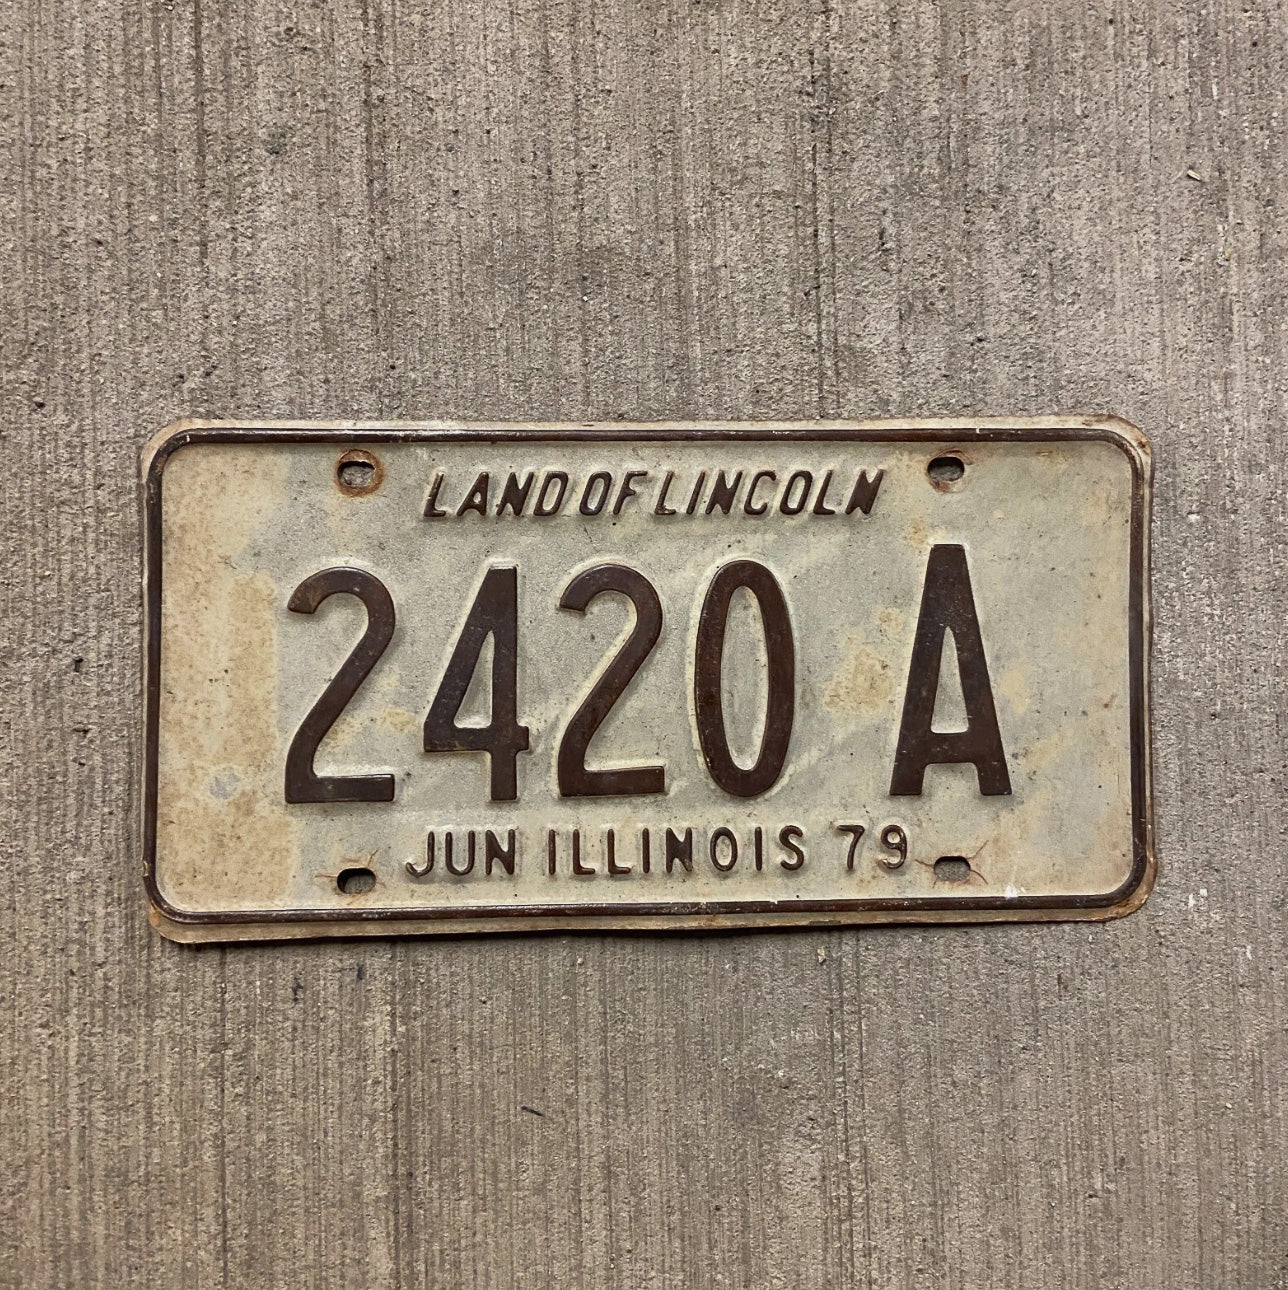 LAND OF LINCOLN
2420 A
JUN ILLINOIS 79